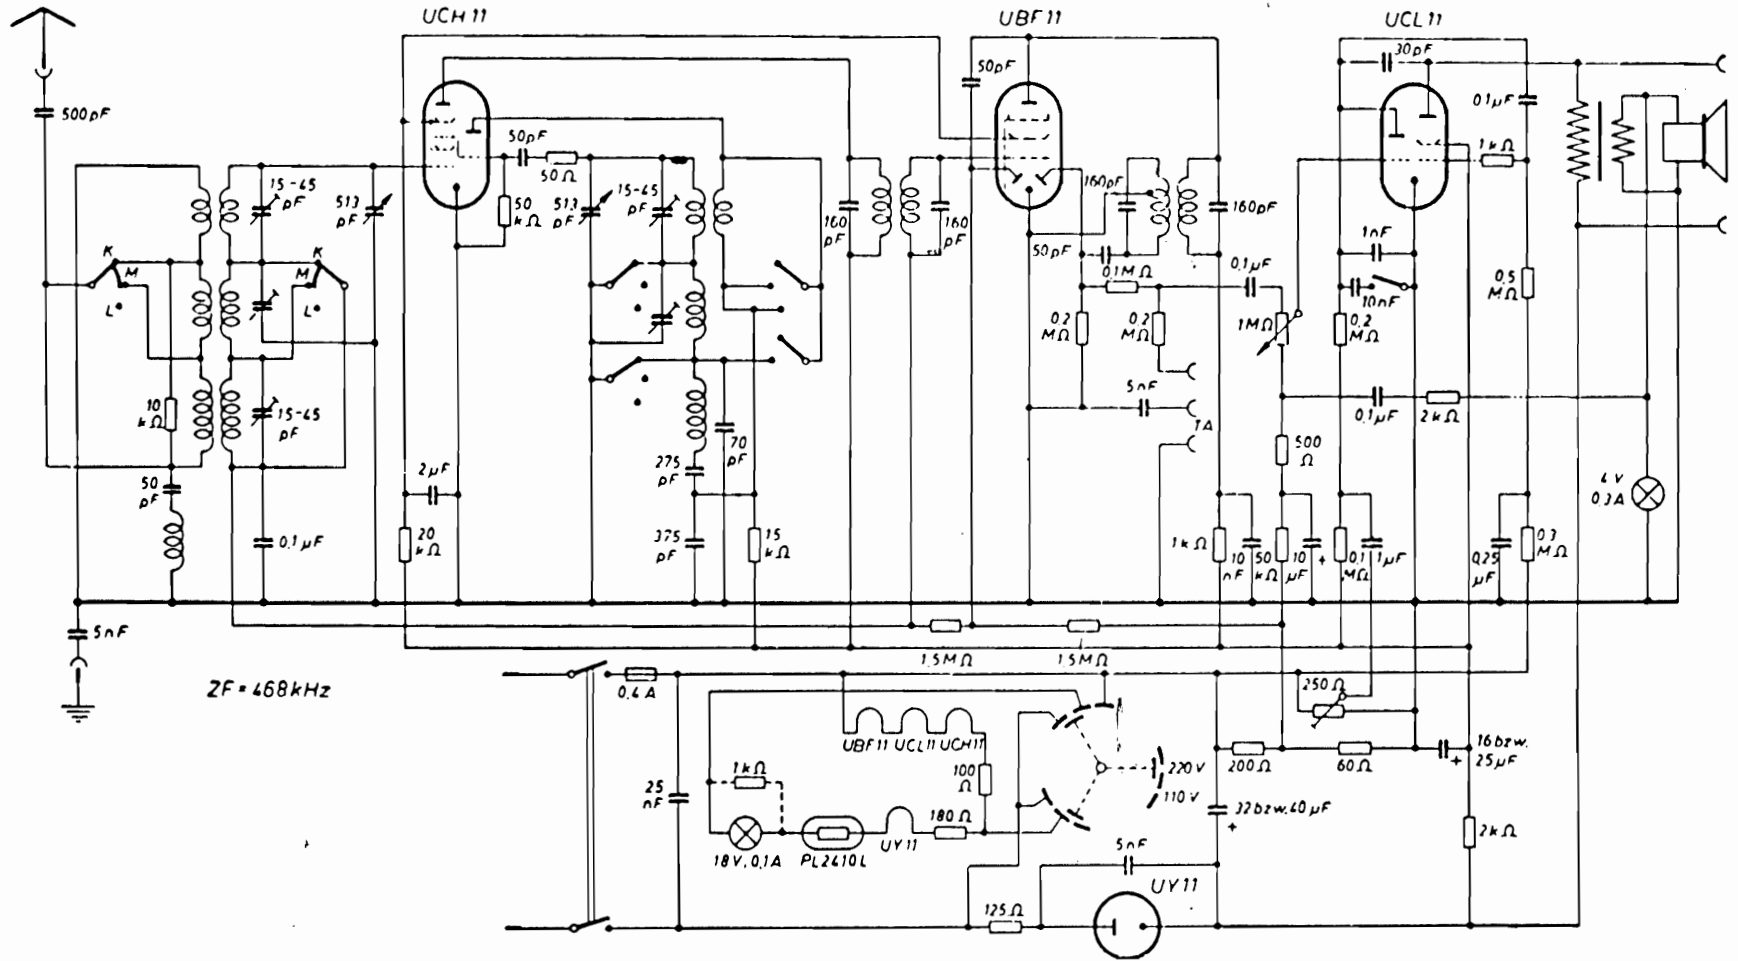 UCH 11
UBF 11
UCL 11
500pF
15-45
pF
513
pF
50pF
50Ω
50
kΩ
513
pF
15-45
pF
160
pF
160
pF
50pF
160pF
160pF
50pF
0,1MΩ
0,1µF
30pF
0,1µF
1kΩ
1nF
10nF
0,5
MΩ
K
M
L
K
M
L
10
kΩ
15-45
pF
50
pF
0,1µF
2µF
20
kΩ
275
pF
375
pF
70
pF
15
kΩ
0,2
MΩ
0,2
MΩ
1MΩ
0,2
MΩ
5nF
TA
0,1µF
2kΩ
500
Ω
4V
0,3A
1kΩ
10
nF
50
kΩ
10
µF
+
0,1
MΩ
1µF
0,25
µF
0,3
MΩ
5nF
ZF=468kHz
1,5MΩ
1,5MΩ
0,4A
250Ω
UBF11
UCL11
UCH11
1kΩ
25
nF
100
Ω
220V
110V
200Ω
60Ω
16bzw.
25µF
+
32bzw.40µF
+
18V,0,1A
PL2410L
UY11
180Ω
5nF
UY11
125Ω
2kΩ